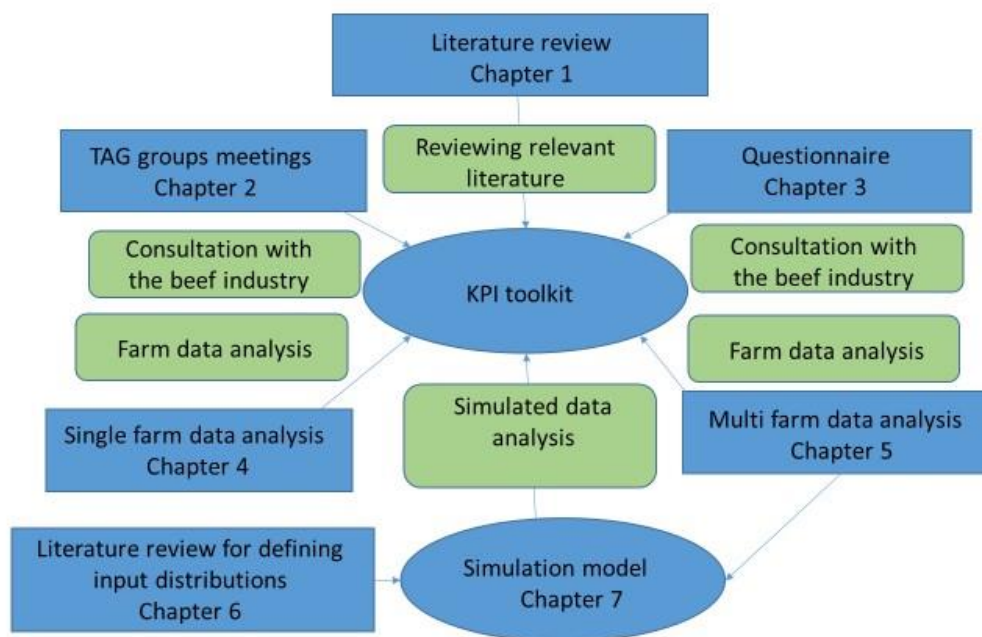 Literature review
Chapter 1
TAG groups meetings
Chapter 2
Reviewing relevant
literature
Questionnaire
Chapter 3
Consultation with
the beef industry
KPI toolkit
Consultation with
the beef industry
Farm data analysis
Farm data analysis
Simulated data
analysis
Single farm data analysis
Chapter 4
Multi farm data analysis
Chapter 5
Literature review for defining
input distributions
Chapter 6
Simulation model
Chapter 7